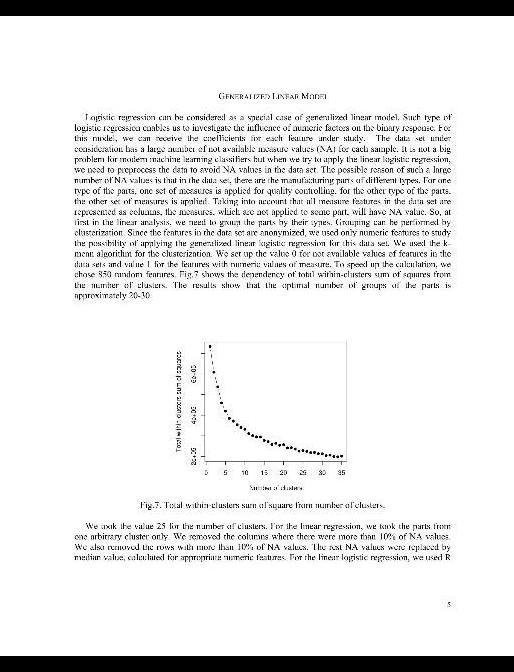 GENERALIZED LINEAR MODEL
Logistic regression can be considered as a special case of generalized linear model. Such type of
logistic regression enables us to investigate the influence of numeric factors on the binary response. For
this model, we can receive the coefficients for each feature under study. The data set under
consideration has a large number of not available measure values (NA) for each sample. It is not a big
problem for modern machine learning classifiers but when we try to apply the linear logistic regression,
we need to preprocess the data to avoid NA values in the data set. The possible reason of such a large
number of NA values is that in the data set, there are the manufacturing parts of different types. For one
type of the parts, one set of measures is applied for quality controlling, for the other type of the parts,
the other set of measures is applied. Taking into account that all measure features in the data set are
represented as columns, the measures, which are not applied to some part, will have NA value. So, at
first in the linear analysis, we need to group the parts by their types. Grouping can be performed by
clusterization. Since the features in the data set are anonymized, we used only numeric features to study
the possibility of applying the generalized linear logistic regression for this data set. We used the k-
mean algorithm for the clusterization. We set up the value 0 for not available values of features in the
data sets and value 1 for the features with numeric values of measure. To speed up the calculation, we
chose 850 random features. Fig.7 shows the dependency of total within-clusters sum of squares from
the number of clusters. The results show that the optimal number of groups of the parts is
approximately 20-30.
Total within clusters sum of squares
6e+05
4e+05
2e+05
0 5 10 15 20 25 30 35
Number of clusters
Fig.7. Total within-clusters sum of square from number of clusters.
We took the value 25 for the number of clusters. For the linear regression, we took the parts from
one arbitrary cluster only. We removed the columns where there were more than 10% of NA values.
We also removed the rows with more than 10% of NA values. The rest NA values were replaced by
median value, calculated for appropriate numeric features. For the linear logistic regression, we used R
5